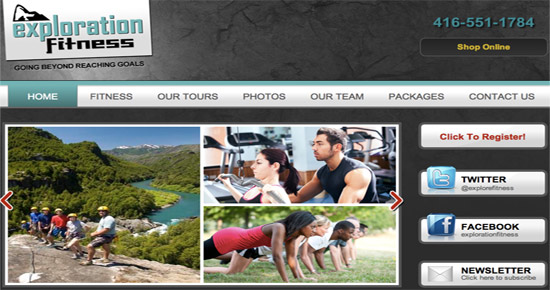 exploration
fitness
GOING BEYOND REACHING GOALS
416-551-1784
Shop Online
HOME FITNESS OUR TOURS PHOTOS OUR TEAM PACKAGES CONTACT US
Click To Register!
TWITTER
@explorefitness
FACEBOOK
explorationfitness
NEWSLETTER
Click here to subscribe